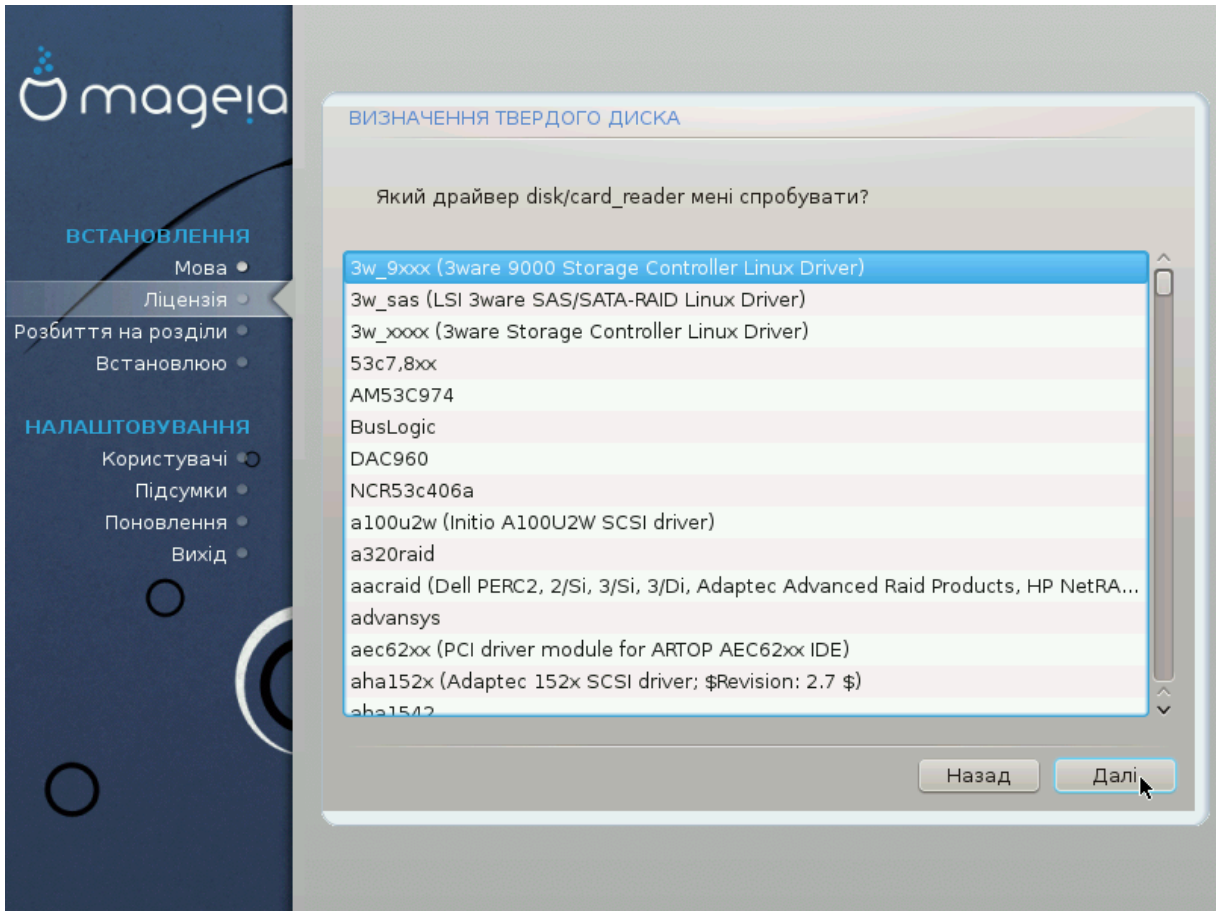 mageia
ВСТАНОВЛЕННЯ
Мова
Ліцензія
Розбиття на розділи
Встановлюю
НАЛАШТОВУВАННЯ
Користувачі
Підсумки
Поновлення
Вихід
ВИЗНАЧЕННЯ ТВЕРДОГО ДИСКА
Який драйвер disk/card_reader мені спробувати?
3w_9xxx (3ware 9000 Storage Controller Linux Driver)
3w_sas (LSI 3ware SAS/SATA-RAID Linux Driver)
3w_xxxx (3ware Storage Controller Linux Driver)
53c7,8xx
AM53C974
BusLogic
DAC960
NCR53c406a
a100u2w (Initio A100U2W SCSI driver)
a320raid
aacraid (Dell PERC2, 2/Si, 3/Si, 3/Di, Adaptec Advanced Raid Products, HP NetRA...
advansys
aec62xx (PCI driver module for ARTOP AEC62xx IDE)
aha152x (Adaptec 152x SCSI driver; $Revision: 2.7 $)
aha1542
Назад
Далі